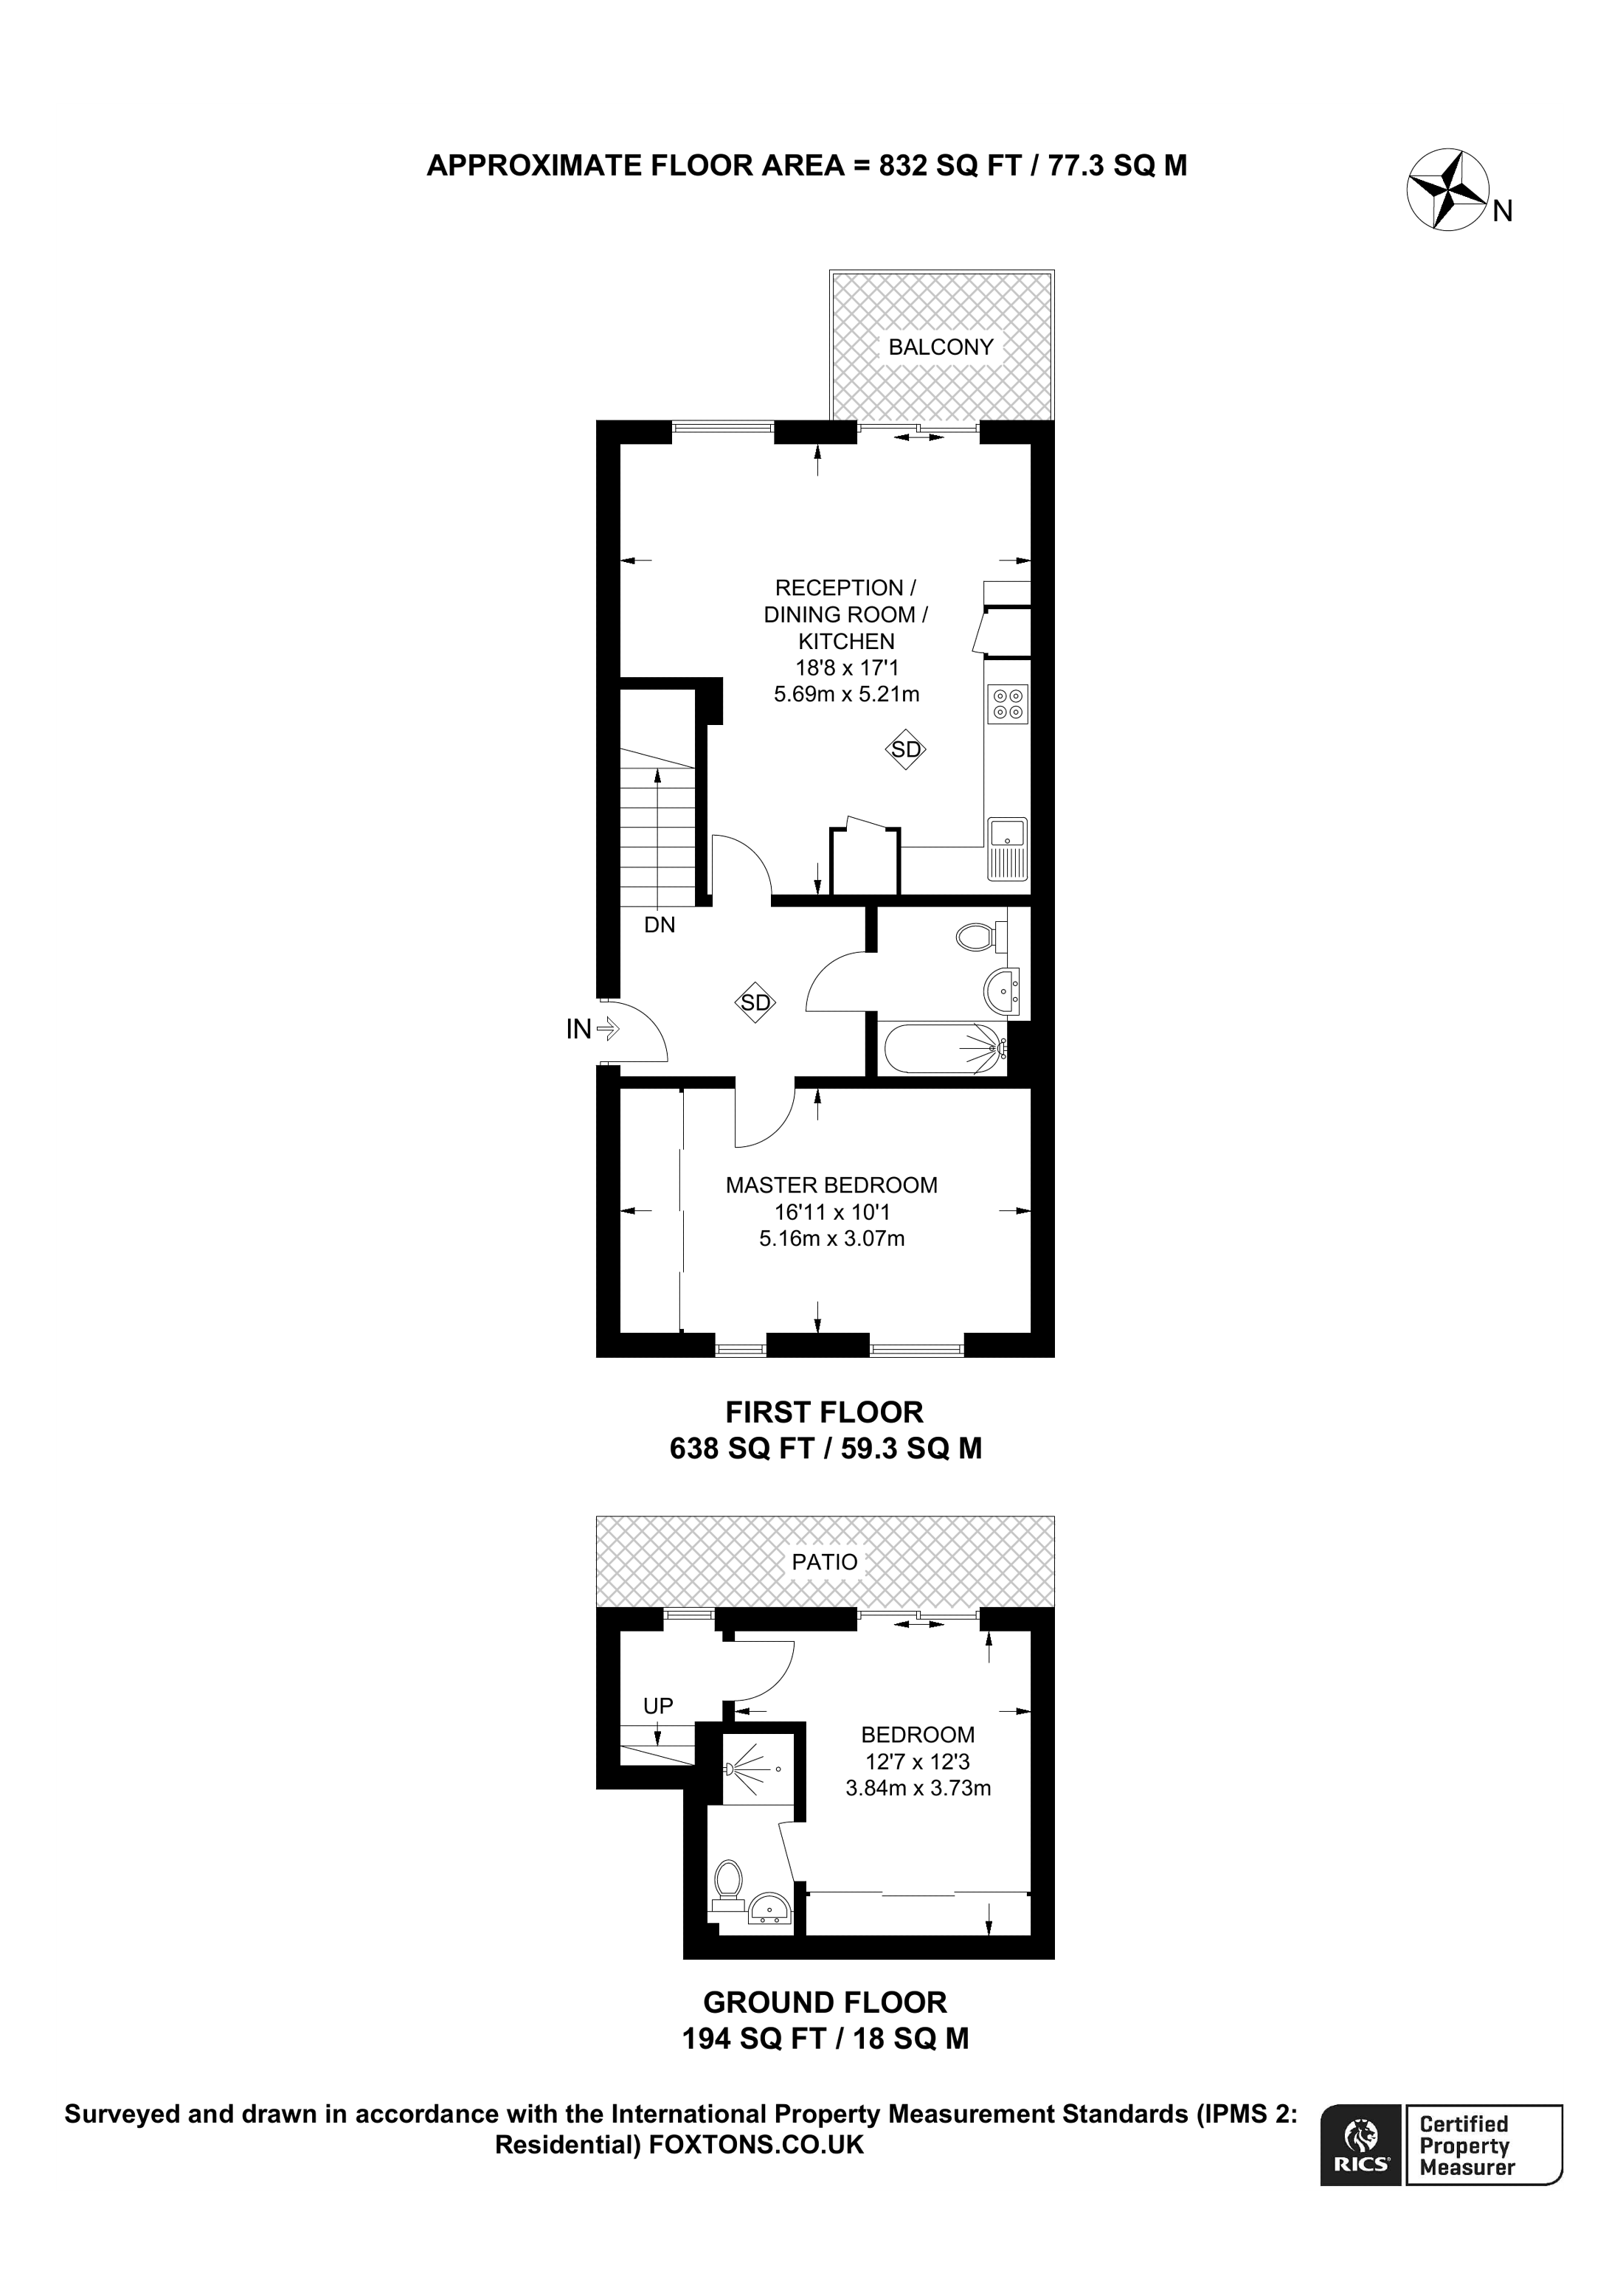 APPROXIMATE FLOOR AREA = 832 SQ FT / 77.3 SQ M
N
BALCONY
RECEPTION /
DINING ROOM /
KITCHEN
18'8 x 17'1
5.69m x 5.21m
SD
DN
SD
IN
MASTER BEDROOM
16'11 x 10'1
5.16m x 3.07m
FIRST FLOOR
638 SQ FT / 59.3 SQ M
PATIO
UP
BEDROOM
12'7 x 12'3
3.84m x 3.73m
GROUND FLOOR
194 SQ FT / 18 SQ M
Surveyed and drawn in accordance with the International Property Measurement Standards (IPMS 2:
Residential) FOXTONS.CO.UK
RICS
Certified
Property
Measurer